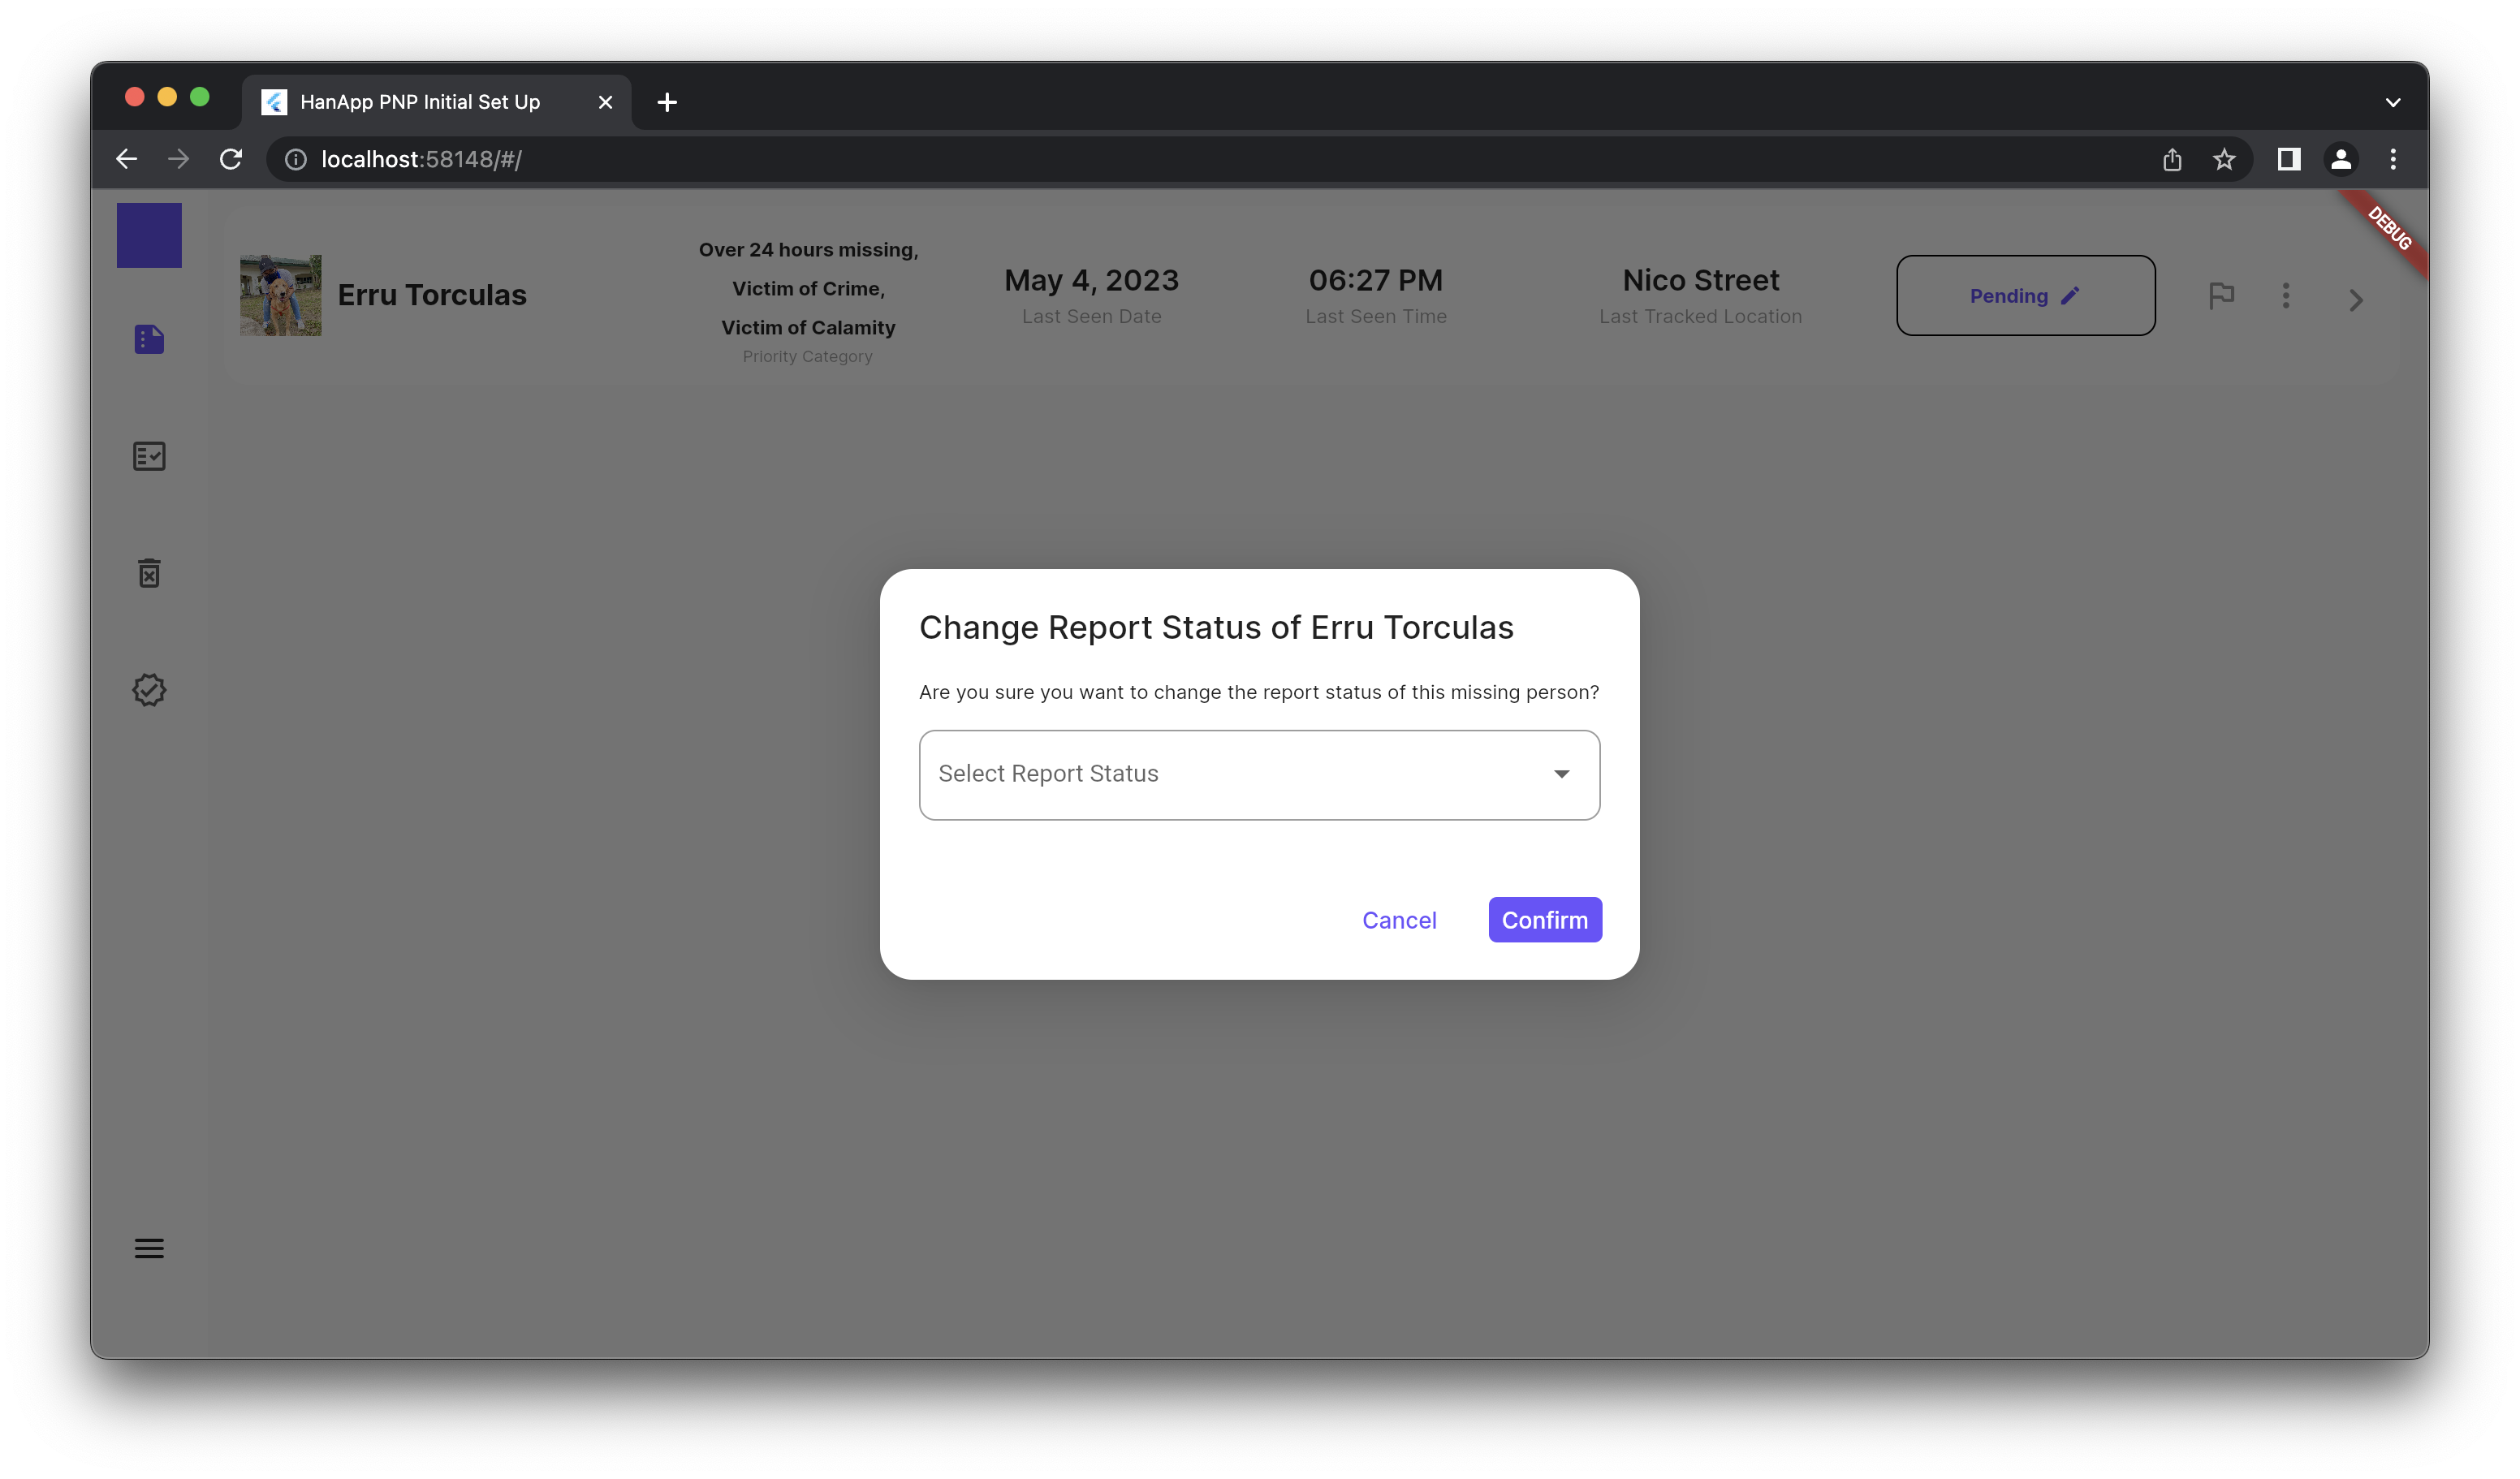 HanApp PNP Initial Set Up
localhost:58148/#/
DEBUG
Erru Torculas
Over 24 hours missing,
Victim of Crime,
Victim of Calamity
Priority Category
May 4, 2023
Last Seen Date
06:27 PM
Last Seen Time
Nico Street
Last Tracked Location
Pending
Change Report Status of Erru Torculas
Are you sure you want to change the report status of this missing person?
Select Report Status
Cancel
Confirm